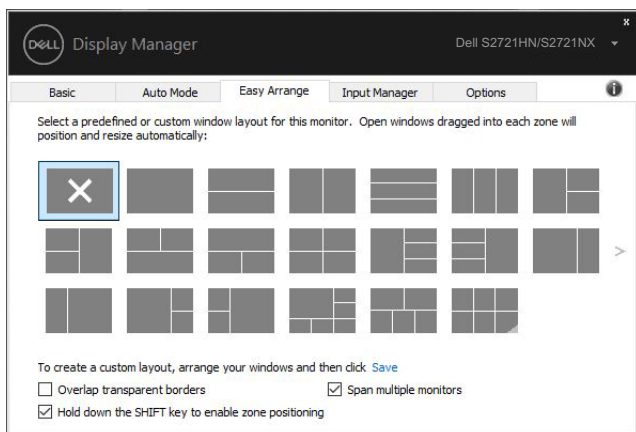 x
DELL Display Manager
Dell S2721HN/S2721NX
Basic Auto Mode Easy Arrange Input Manager Options
Select a predefined or custom window layout for this monitor. Open windows dragged into each zone will
position and resize automatically:
To create a custom layout, arrange your windows and then click Save
Overlap transparent borders Span multiple monitors
Hold down the SHIFT key to enable zone positioning